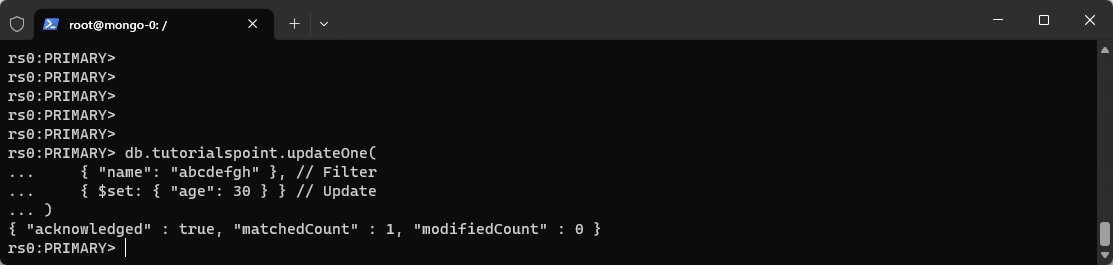 root@mongo-0: /
rs0:PRIMARY>
rs0:PRIMARY>
rs0:PRIMARY>
rs0:PRIMARY>
rs0:PRIMARY>
rs0:PRIMARY> db.tutorialspoint.updateOne(
...     { "name": "abcdefgh" }, // Filter
...     { $set: { "age": 30 } } // Update
... )
{ "acknowledged" : true, "matchedCount" : 1, "modifiedCount" : 0 }
rs0:PRIMARY>